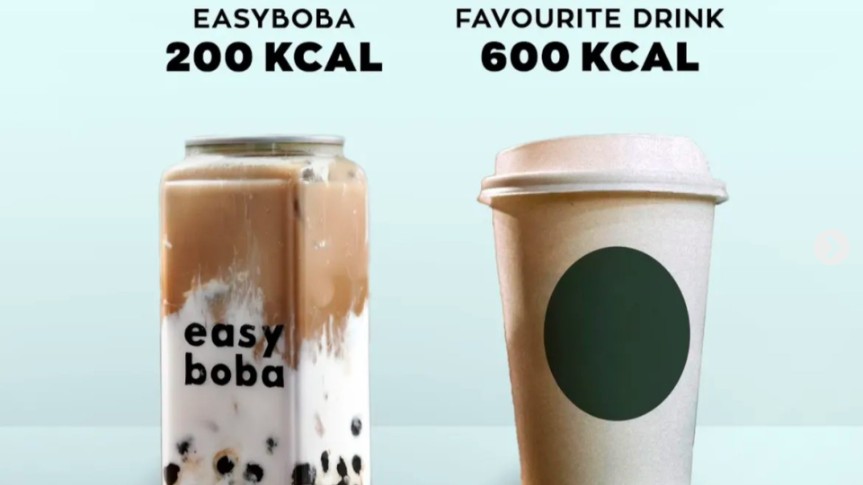 EASYBOBA
200 KCAL
FAVOURITE DRINK
600 KCAL
easy
boba